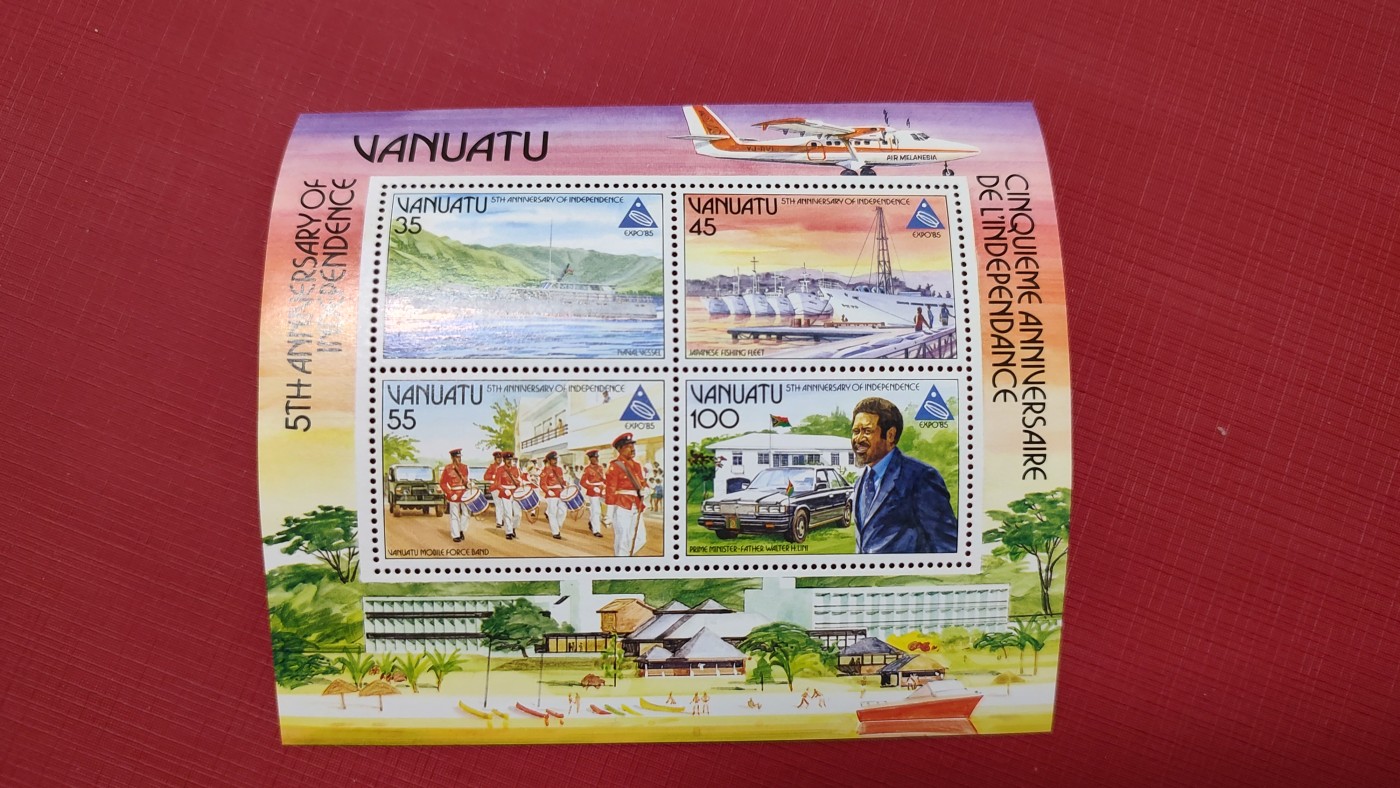 VANUATU
AIR MELANESIA
5TH ANNIVERSARY OF
INDEPENDENCE
CINQUIEME ANNIVERSAIRE
DE L'INDEPENDANCE
VANUATU 5TH ANNIVERSARY OF INDEPENDENCE
35
EXPO'85
NAVAL VESSEL
VANUATU 5TH ANNIVERSARY OF INDEPENDENCE
45
EXPO'85
JAPANESE FISHING FLEET
VANUATU 5TH ANNIVERSARY OF INDEPENDENCE
55
EXPO'85
VANUATU MOBILE FORCE BAND
VANUATU 5TH ANNIVERSARY OF INDEPENDENCE
100
EXPO'85
PRIME MINISTER-FATHER WALTER H. LINI